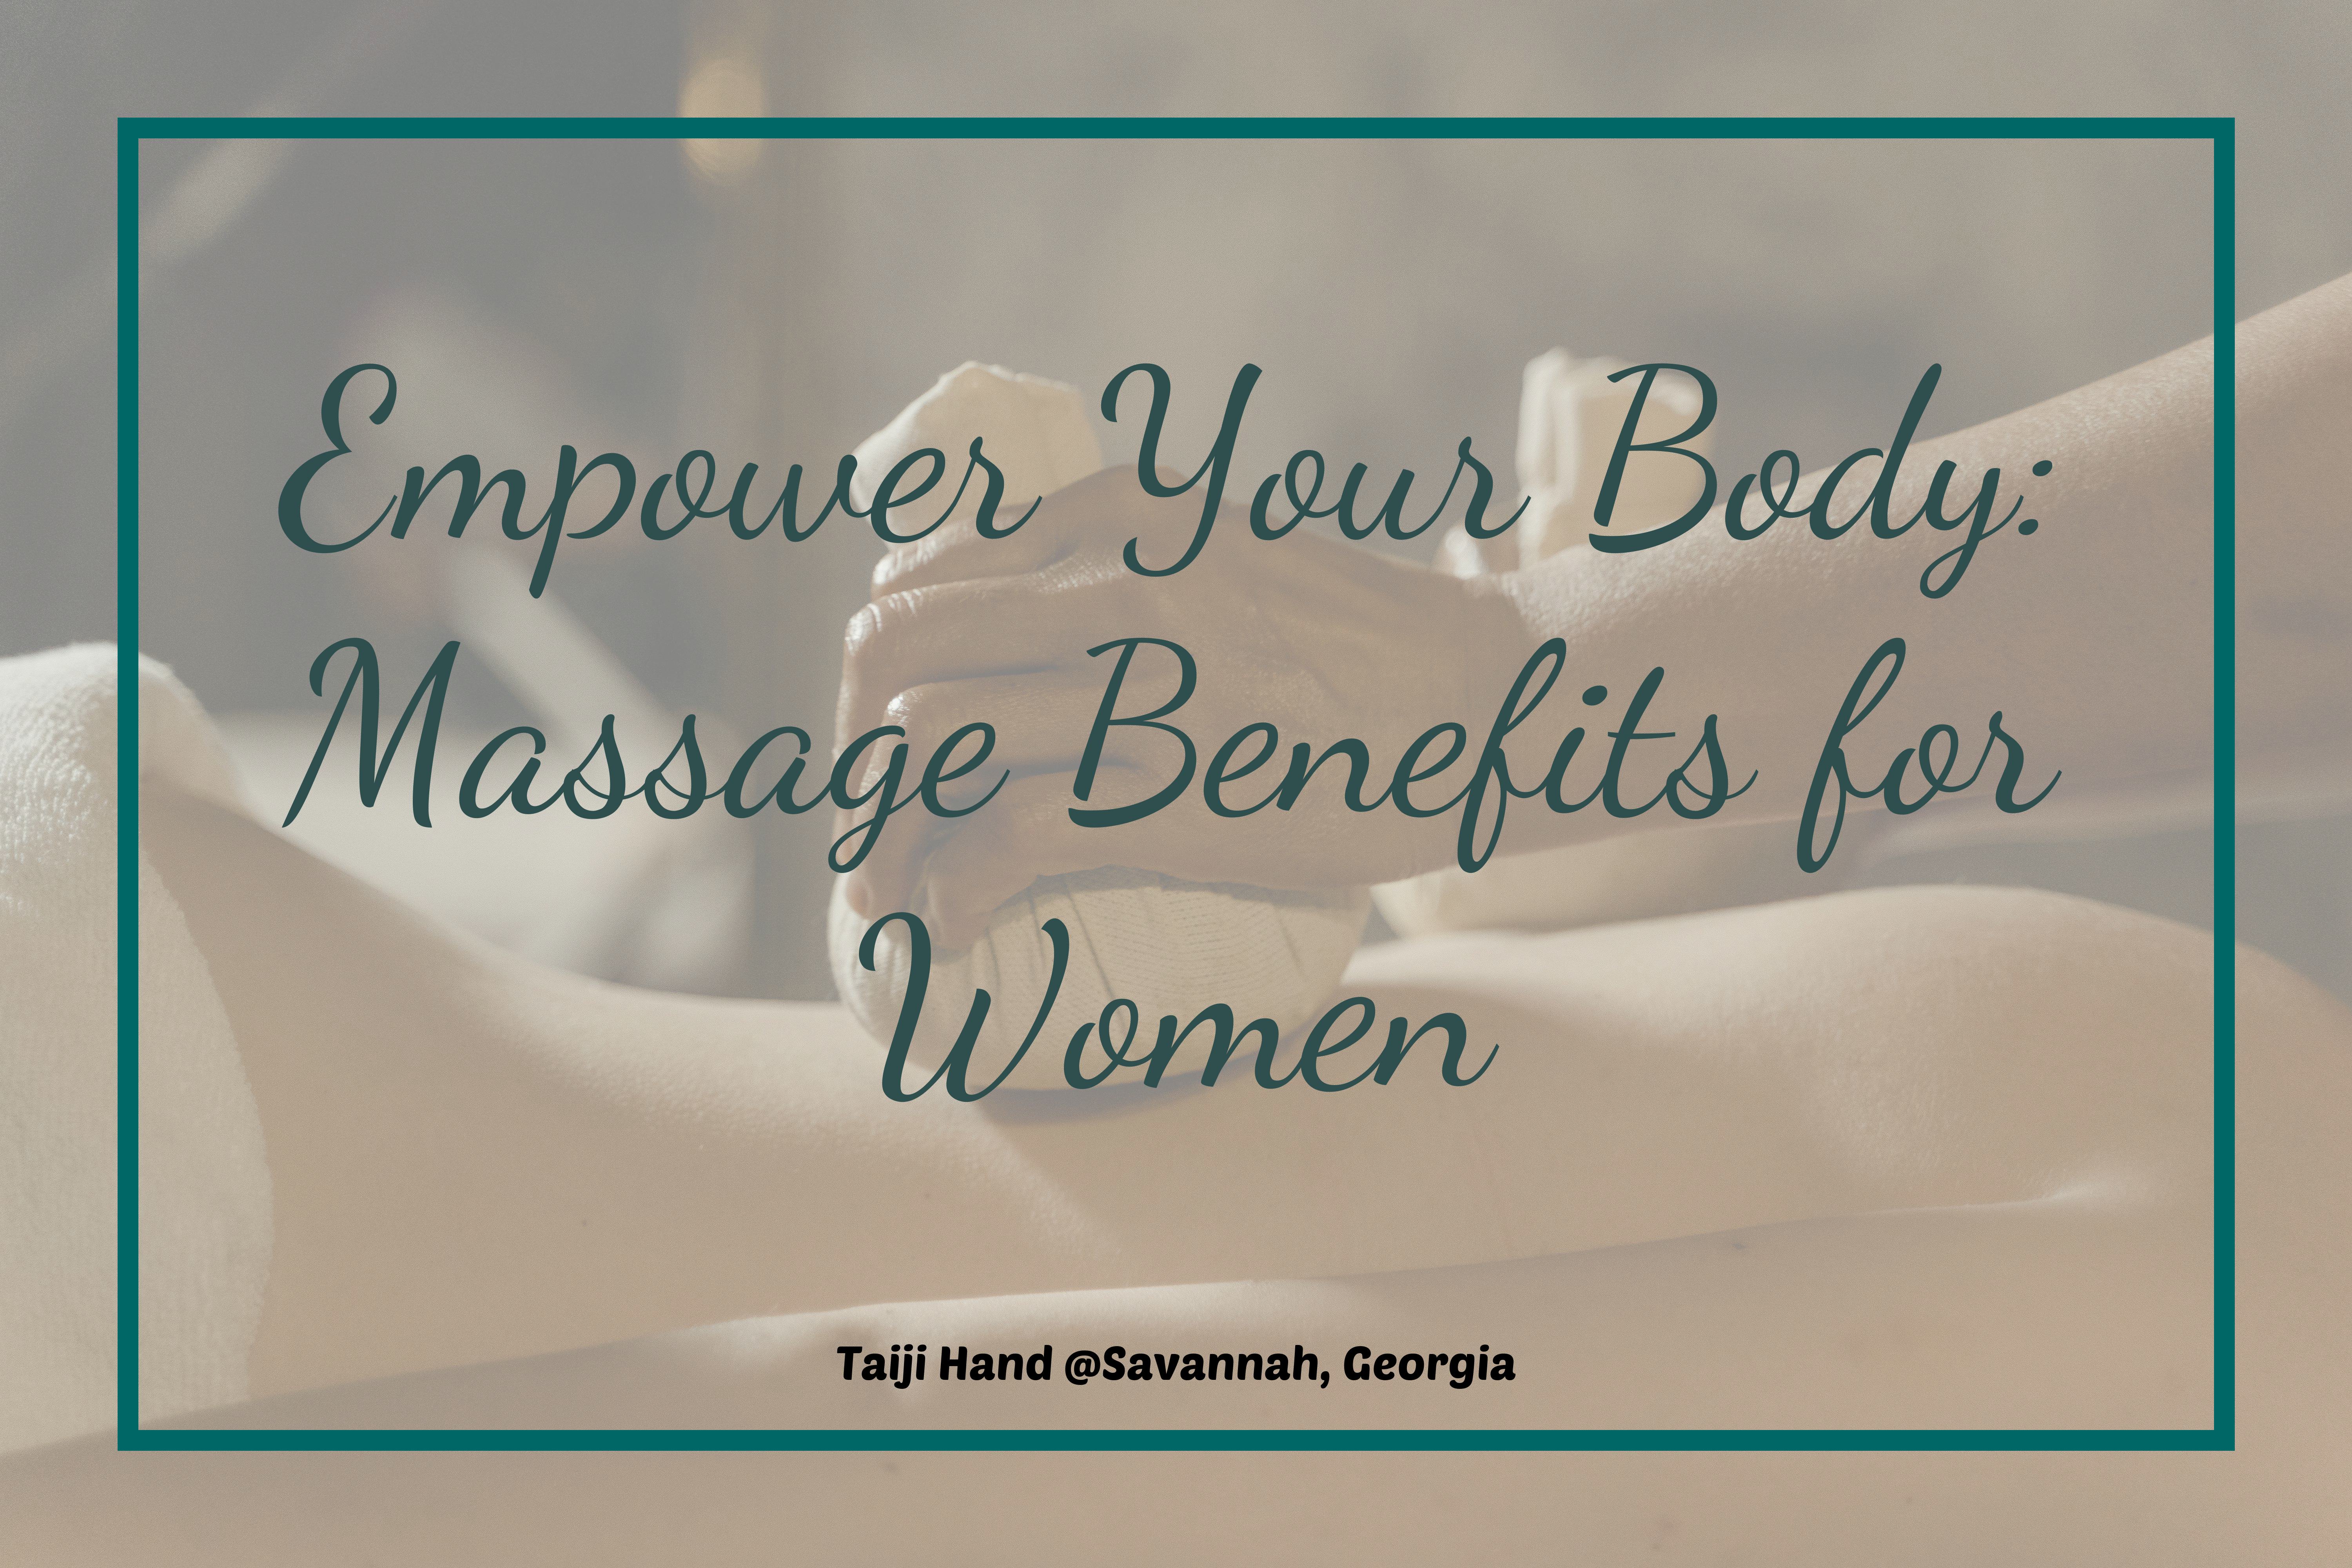 Empower Your Body:
Massage Benefits for
Women
Taiji Hand @Savannah, Georgia